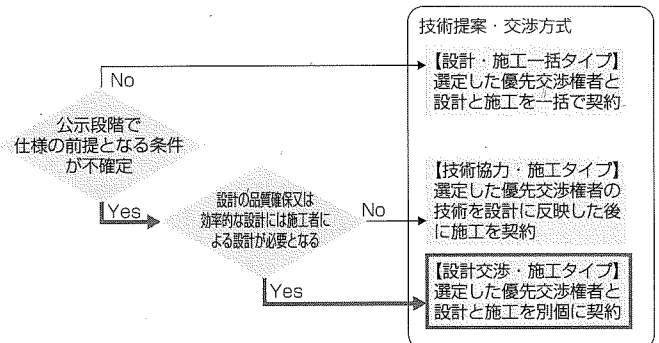 技術提案・交渉方式
【設計・施工一括タイプ】
選定した優先交渉権者と
設計と施工を一括で契約
No
公示段階で
仕様の前提となる条件
が不確定
Yes
設計の品質確保又は
効率的な設計には施工者に
よる設計が必要となる
No
【技術協力・施工タイプ】
選定した優先交渉権者の
技術を設計に反映した後
に施工を契約
Yes
【設計交渉・施工タイプ】
選定した優先交渉権者と
設計と施工を別個に契約